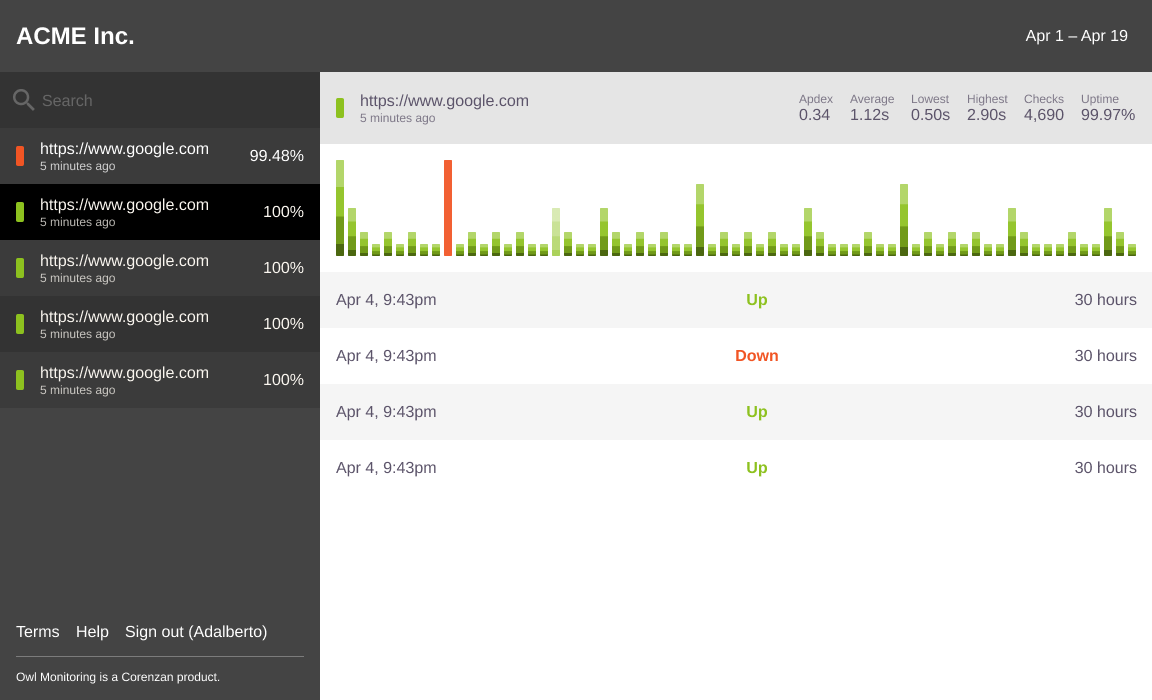 ACME Inc.
Apr 1 – Apr 19
Search
https://www.google.com
5 minutes ago
99.48%
https://www.google.com
5 minutes ago
100%
https://www.google.com
5 minutes ago
100%
https://www.google.com
5 minutes ago
100%
https://www.google.com
5 minutes ago
100%
Terms Help Sign out (Adalberto)
Owl Monitoring is a Corenzan product.
https://www.google.com
5 minutes ago
Apdex Average Lowest Highest Checks Uptime
0.34 1.12s 0.50s 2.90s 4,690 99.97%
Apr 4, 9:43pm Up 30 hours
Apr 4, 9:43pm Down 30 hours
Apr 4, 9:43pm Up 30 hours
Apr 4, 9:43pm Up 30 hours